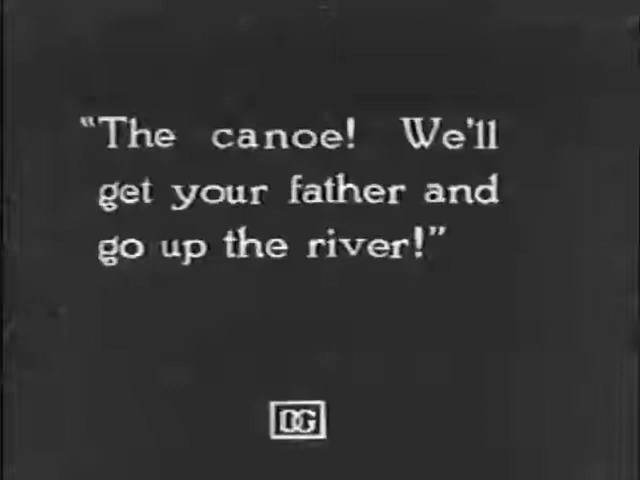 "The canoe! We'll
get your father and
go up the river!"
DG